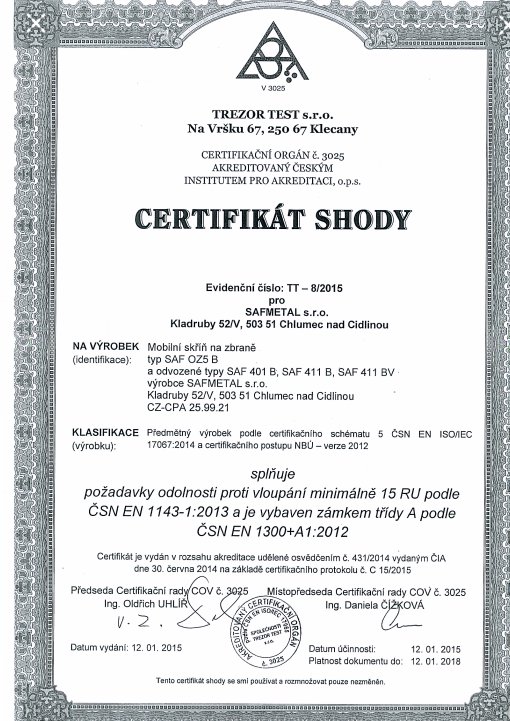 V 3025
TREZOR TEST s.r.o.
Na Vršku 67, 250 67 Klecany
CERTIFIKAČNÍ ORGÁN č. 3025
AKREDITOVANÝ ČESKÝM
INSTITUTEM PRO AKREDITACI, o.p.s.
CERTIFIKÁT SHODY
Evidenční číslo: TT – 8/2015
pro
SAFMETAL s.r.o.
Kladruby 52/V, 503 51 Chlumec nad Cidlinou
NA VÝROBEK Mobilní skříň na zbraně
(identifikace): typ SAF OZ5 B
a odvozené typy SAF 401 B, SAF 411 B, SAF 411 BV
výrobce SAFMETAL s.r.o.
Kladruby 52/V, 503 51 Chlumec nad Cidlinou
CZ-CPA 25.99.21
KLASIFIKACE Předmětný výrobek podle certifikačního schématu 5 ČSN EN ISO/IEC
(výrobku): 17067:2014 a certifikačního postupu NBÚ – verze 2012
splňuje
požadavky odolnosti proti vloupání minimálně 15 RU podle
ČSN EN 1143-1:2013 a je vybaven zámkem třídy A podle
ČSN EN 1300+A1:2012
Certifikát je vydán v rozsahu akreditace udělené osvědčením č. 431/2014 vydaným ČIA
dne 30. června 2014 na základě certifikačního protokolu č. C 15/2015
Předseda Certifikační rady COV č. 3025 Místopředseda Certifikační rady COV č. 3025
Ing. Oldřich UHLÍŘ Ing. Daniela ČÍŽKOVÁ
V. Z.
AKREDITOVANÝ CERTIFIKAČNÍ ORGÁN
SPOLEČNOSTI
TREZOR TEST
s.r.o.
č. 3025
Datum vydání: 12. 01. 2015 Datum účinnosti: 12. 01. 2015
Platnost dokumentu do: 12. 01. 2018
Tento certifikát shody se smí používat a rozmnožovat pouze nezměněn.